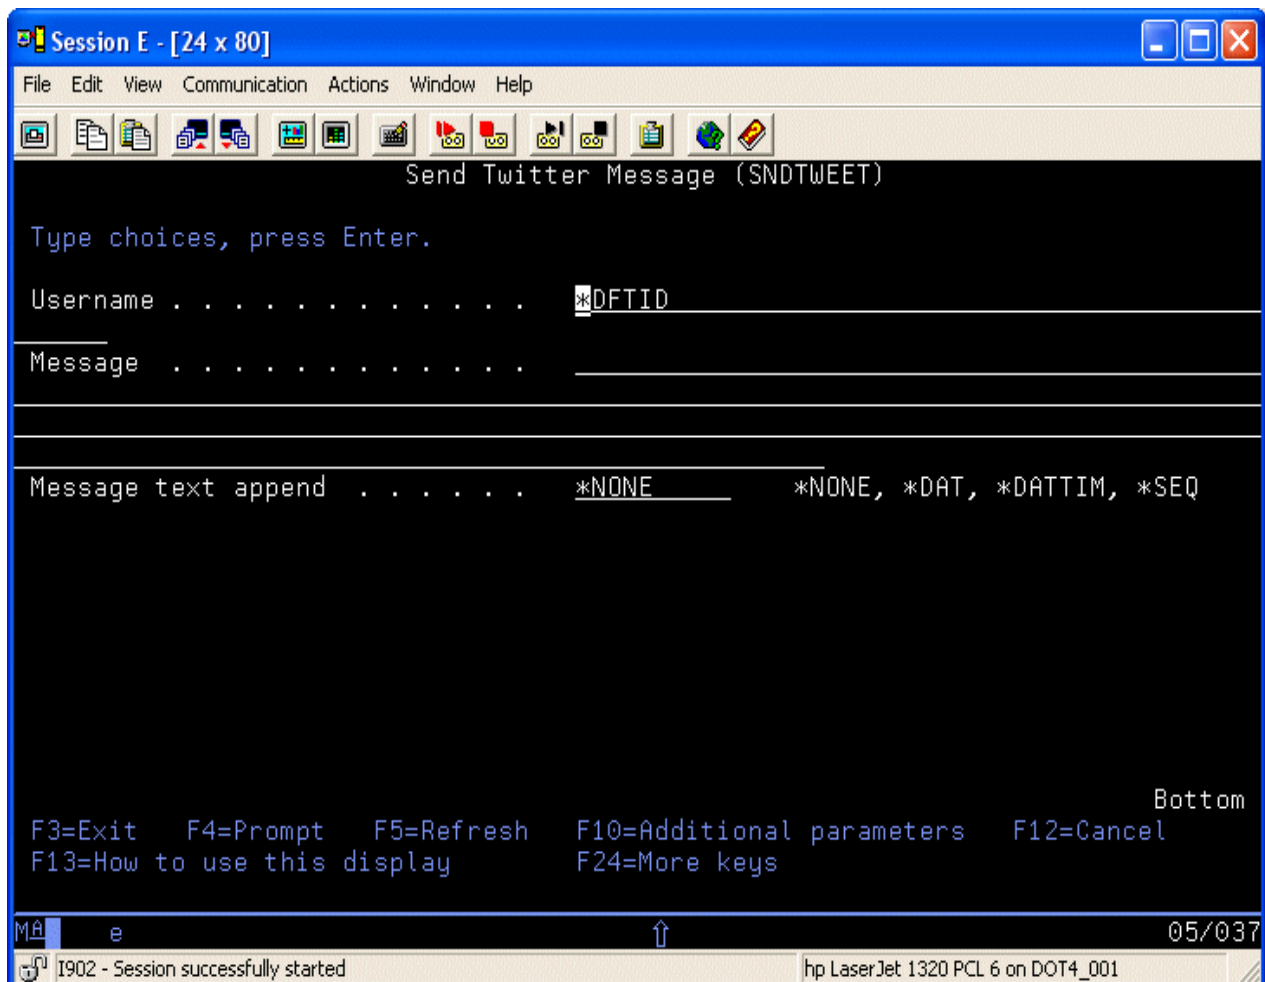 Session E - [24 x 80]
File Edit View Communication Actions Window Help
Send Twitter Message (SNDTWEET)
Type choices, press Enter.
Username . . . . . . . . . . . . *DFTID
Message . . . . . . . . . . . .
Message text append . . . . . . *NONE *NONE, *DAT, *DATTIM, *SEQ
Bottom
F3=Exit F4=Prompt F5=Refresh F10=Additional parameters F12=Cancel
F13=How to use this display F24=More keys
MA e 05/037
I902 - Session successfully started hp LaserJet 1320 PCL 6 on DOT4_001